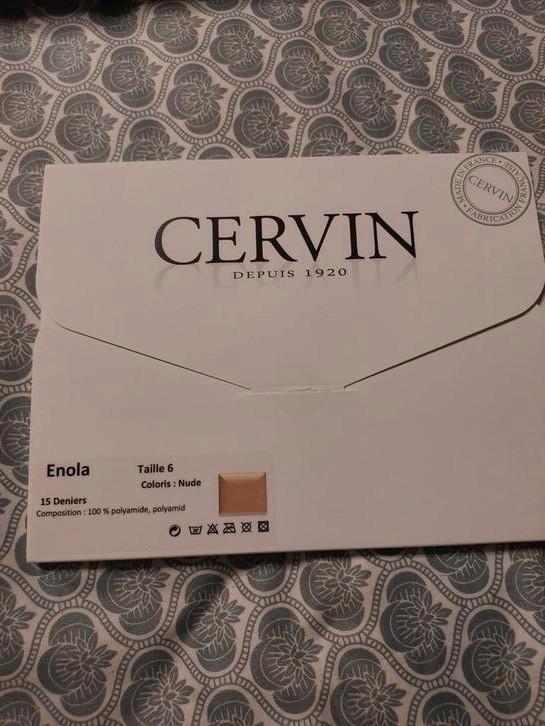 MADE IN FRANCE •
CERVIN
• FABRICATION FRANÇAISE
CERVIN
DEPUIS 1920
Enola
Taille 6
Coloris : Nude
15 Deniers
Composition : 100 % polyamide, polyamid